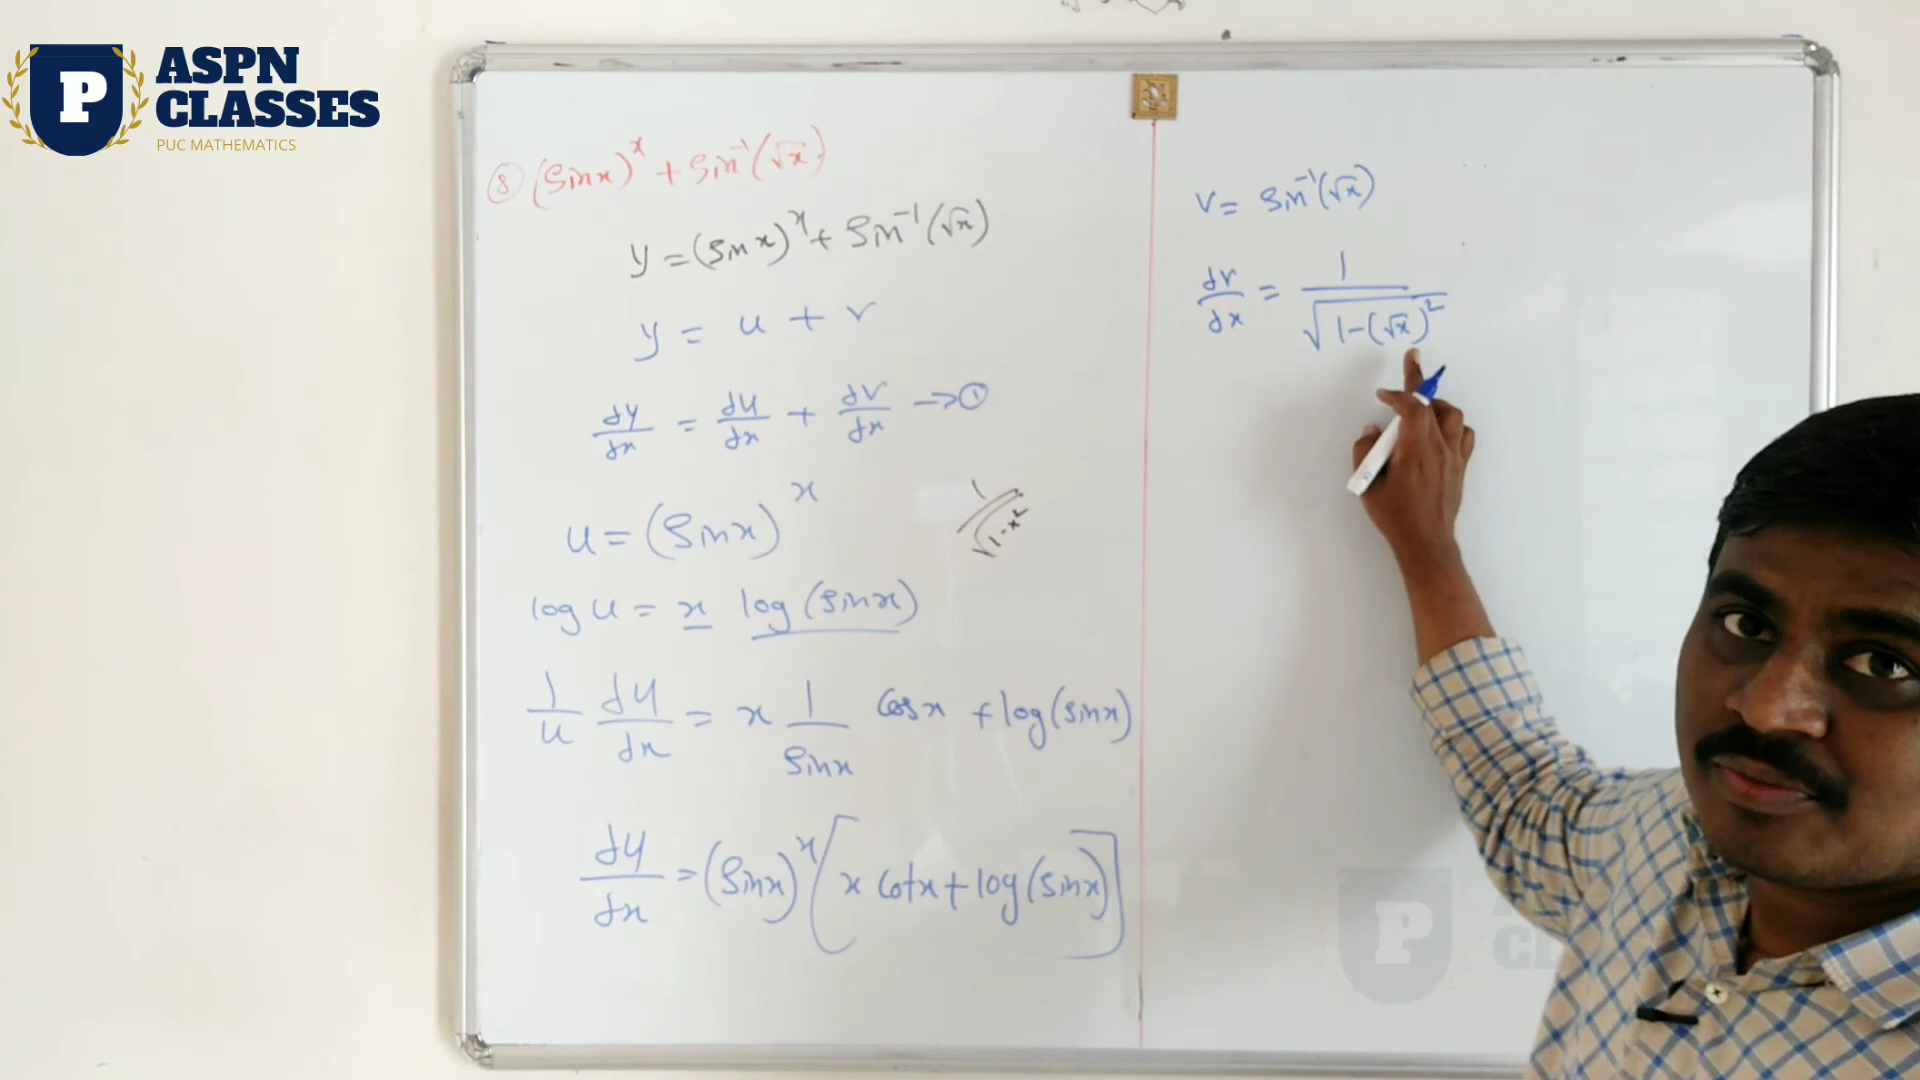 ASPN
CLASSES
PUC MATHEMATICS
⑧ (Sinx)^x + Sin^-1(√x)
y = (Sinx)^x + Sin^-1(√x)
y = u + v
dy/dx = du/dx + dv/dx → ①
u = (Sinx)^x
1/√(1-x^2)
log u = x log (Sinx)
1/u du/dx = x 1/Sinx Cosx + log(Sinx)
du/dx = (Sinx)^x [x Cotx + log(Sinx)]
v = Sin^-1(√x)
dv/dx = 1/√(1-(√x)^2)
P